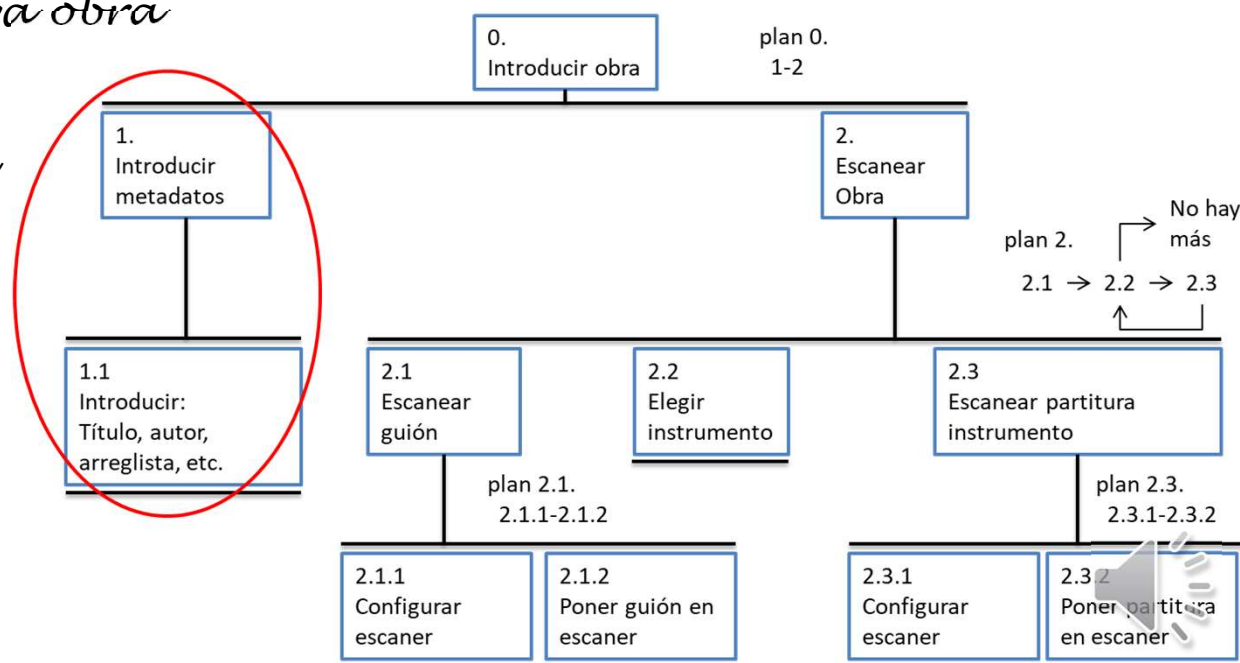 obra
0.
Introducir obra
plan 0.
1-2
1.
Introducir
metadatos
2.
Escanear
Obra
plan 2.
No hay
más
2.1 → 2.2 → 2.3
1.1
Introducir:
Título, autor,
arreglista, etc.
2.1
Escanear
guión
2.2
Elegir
instrumento
2.3
Escanear partitura
instrumento
plan 2.1.
2.1.1-2.1.2
plan 2.3.
2.3.1-2.3.2
2.1.1
Configurar
escaner
2.1.2
Poner guión en
escaner
2.3.1
Configurar
escaner
2.3.2
Poner partitura
en escaner